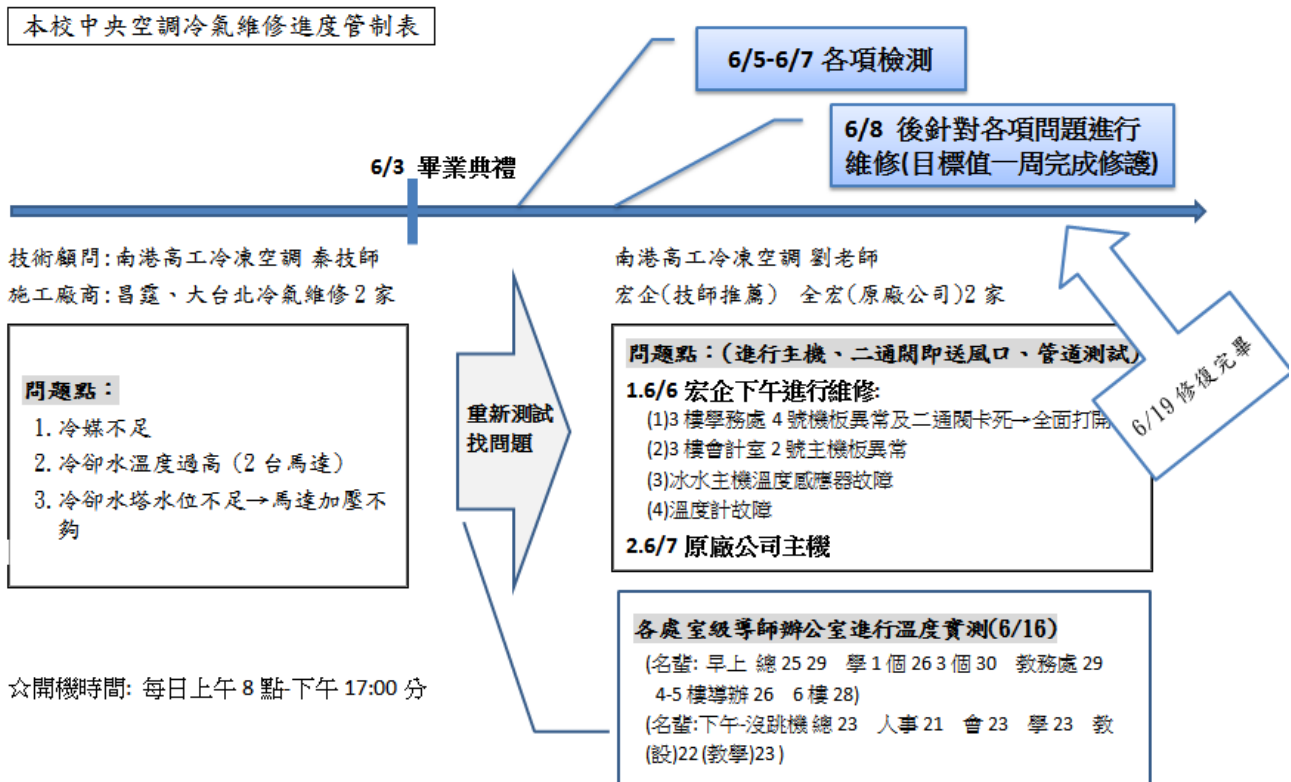 本校中央空調冷氣維修進度管制表
6/5-6/7 各項檢測
6/8 後針對各項問題進行
維修(目標值一周完成修護)
6/3 畢業典禮
技術顧問:南港高工冷凍空調 秦技師
施工廠商:昌霆、大台北冷氣維修 2 家
南港高工冷凍空調 劉老師
宏企(技師推薦) 全宏(原廠公司)2 家
問題點：
1. 冷媒不足
2. 冷卻水溫度過高（2 台馬達）
3. 冷卻水塔水位不足→馬達加壓不
夠
重新測試
找問題
問題點：(進行主機、二通閥即送風口、管道測試)
1.6/6 宏企下午進行維修:
(1)3 樓學務處 4 號機板異常及二通閥卡死→全面打開
(2)3 樓會計室 2 號主機板異常
(3)冰水主機溫度感應器故障
(4)溫度計故障
2.6/7 原廠公司主機
6/19 修復完畢
各處室級導師辦公室進行溫度實測(6/16)
(名蜚: 早上 總 25 29 學 1 個 26 3 個 30 教務處 29
4-5 樓導辦 26 6 樓 28)
(名蜚:下午-沒跳機 總 23 人事 21 會 23 學 23 教
(設)22 (教學)23 )
☆開機時間: 每日上午 8 點-下午 17:00 分